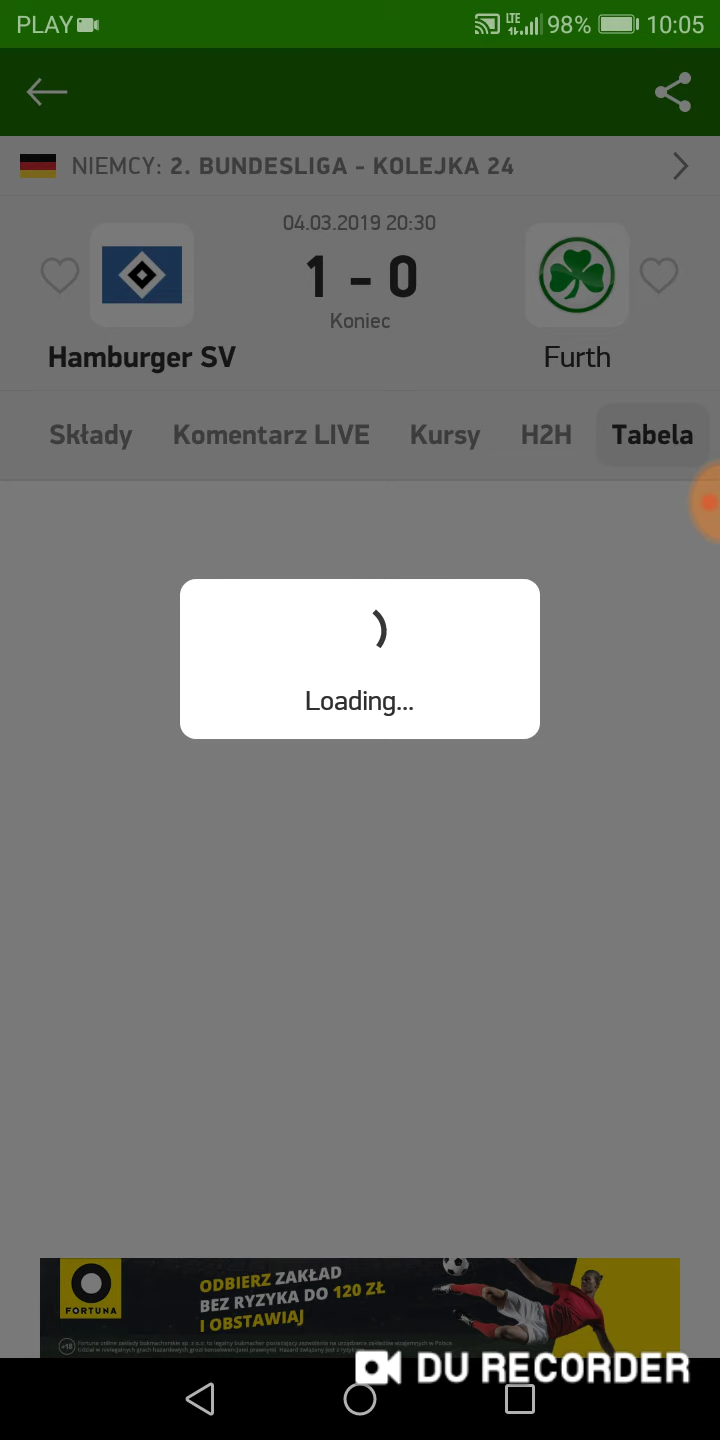 PLAY LTE 98% 10:05
NIEMCY: 2. BUNDESLIGA - KOLEJKA 24
04.03.2019 20:30
1 - 0
Koniec
Hamburger SV Furth
Składy Komentarz LIVE Kursy H2H Tabela
Loading...
ODBIERZ ZAKŁAD
BEZ RYZYKA DO 120 ZŁ
I OBSTAWIAJ
FORTUNA
+18
DU RECORDER